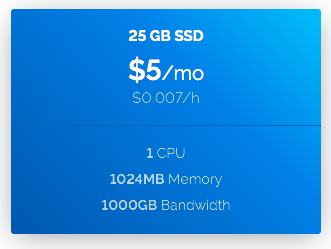 25 GB SSD
$5/mo
$0.007/h
1 CPU
1024MB Memory
1000GB Bandwidth